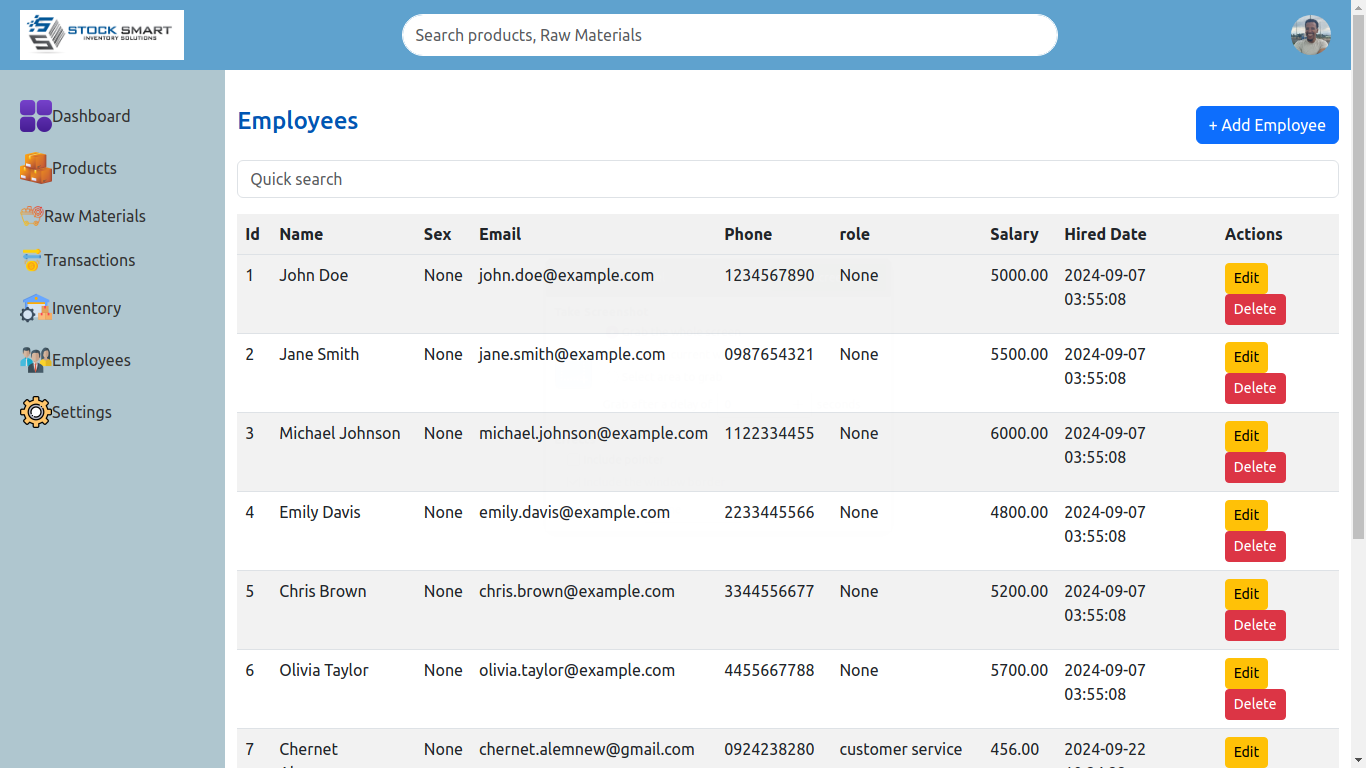 STOCK SMART
INVENTORY SOLUTIONS
Search products, Raw Materials
Dashboard
Products
Raw Materials
Transactions
Inventory
Employees
Settings
Employees
+ Add Employee
Quick search
Id Name Sex Email Phone role Salary Hired Date Actions
1 John Doe None john.doe@example.com 1234567890 None 5000.00 2024-09-07 Edit
03:55:08 Delete
2 Jane Smith None jane.smith@example.com 0987654321 None 5500.00 2024-09-07 Edit
03:55:08 Delete
3 Michael Johnson None michael.johnson@example.com 1122334455 None 6000.00 2024-09-07 Edit
03:55:08 Delete
4 Emily Davis None emily.davis@example.com 2233445566 None 4800.00 2024-09-07 Edit
03:55:08 Delete
5 Chris Brown None chris.brown@example.com 3344556677 None 5200.00 2024-09-07 Edit
03:55:08 Delete
6 Olivia Taylor None olivia.taylor@example.com 4455667788 None 5700.00 2024-09-07 Edit
03:55:08 Delete
7 Chernet None chernet.alemnew@gmail.com 0924238280 customer service 456.00 2024-09-22 Edit